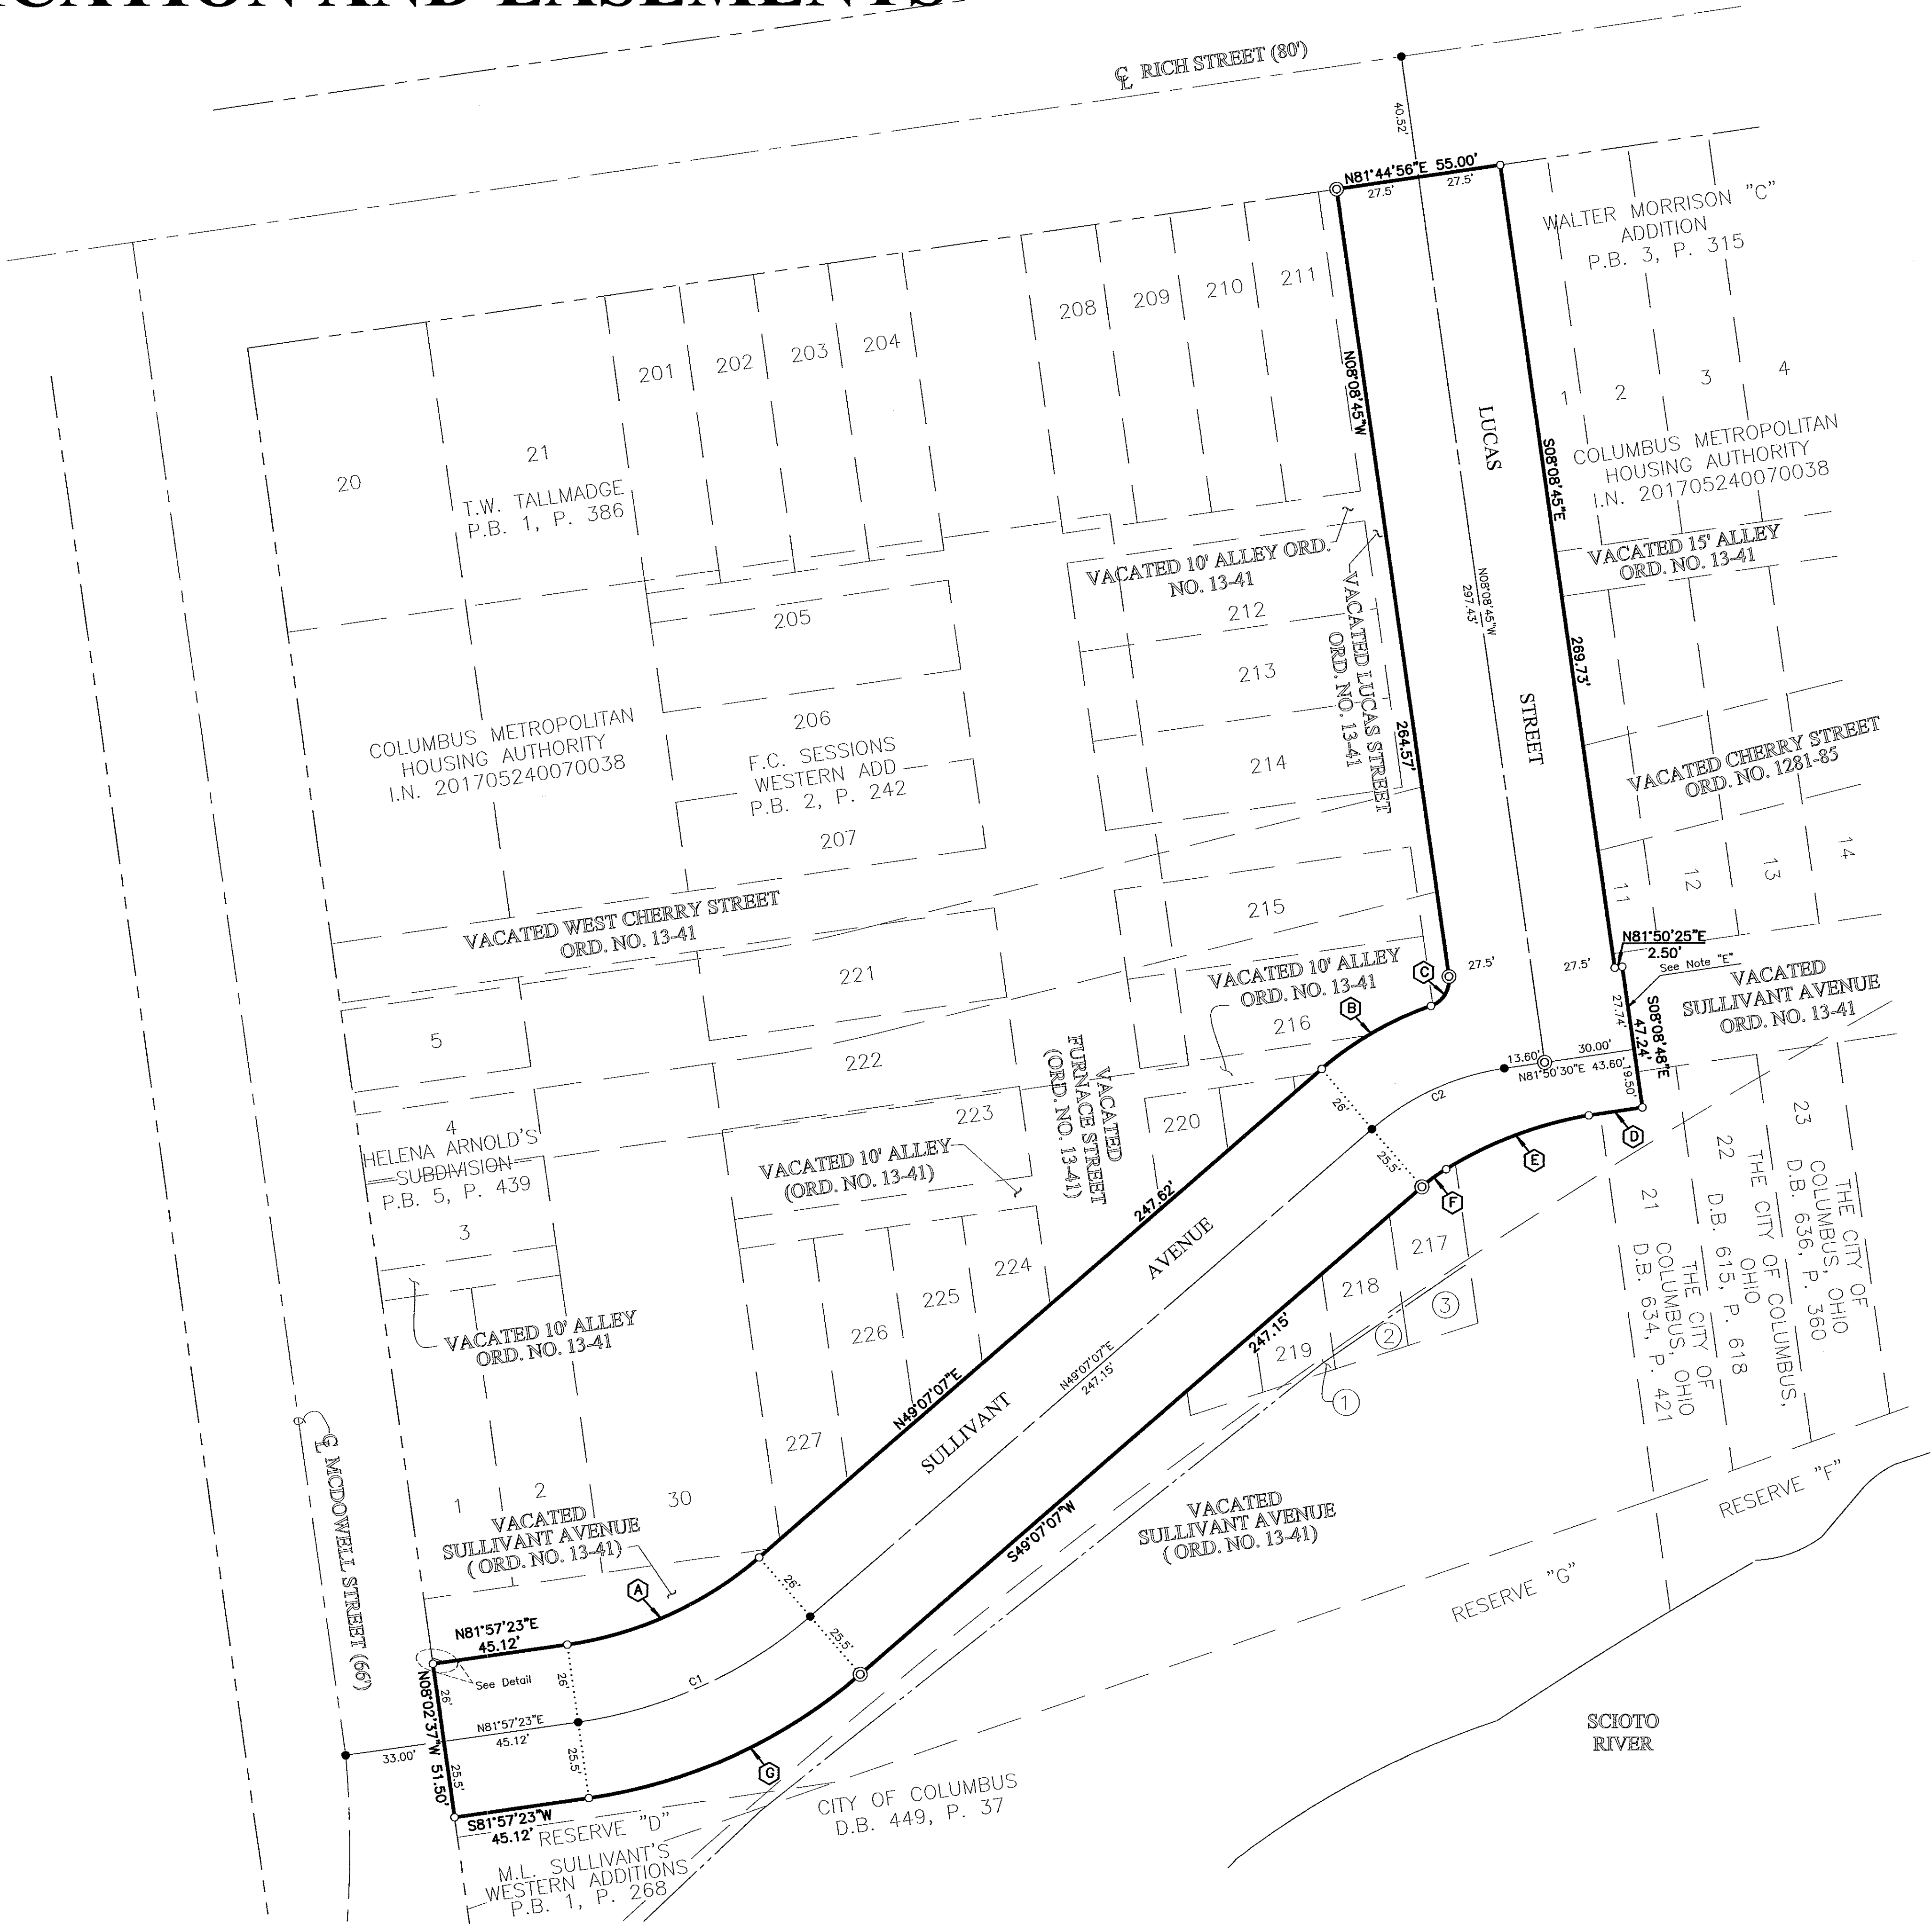 CATION AND EASEMENTS
℄ RICH STREET (80')
40.52'
N81°44'56"E 55.00'
27.5'
27.5'
WALTER MORRISON "C"
ADDITION
P.B. 3, P. 315
201
202
203
204
208
209
210
211
N08°08'45"W
LUCAS
S08°08'45"E
1
2
3
4
20
21
T.W. TALLMADGE
P.B. 1, P. 386
COLUMBUS METROPOLITAN
HOUSING AUTHORITY
I.N. 201705240070038
VACATED 10' ALLEY ORD.
NO. 13-41
VACATED 15' ALLEY
ORD. NO. 13-41
205
212
213
214
VACATED LUCAS STREET
ORD. NO. 13-41
N08°08'45"W
297.43'
264.57'
269.73'
STREET
COLUMBUS METROPOLITAN
HOUSING AUTHORITY
I.N. 201705240070038
206
F.C. SESSIONS
WESTERN ADD
P.B. 2, P. 242
207
VACATED CHERRY STREET
ORD. NO. 1281-85
11
12
13
14
VACATED WEST CHERRY STREET
ORD. NO. 13-41
215
221
VACATED 10' ALLEY
ORD. NO. 13-41
C
27.5'
27.5'
N81°50'25"E
2.50'
See Note "E"
VACATED
SULLIVANT AVENUE
ORD. NO. 13-41
27.74'
S08°08'48"E
47.24'
19.50'
B
216
5
222
VACATED
FURNACE STREET
(ORD. NO. 13-41)
13.60'
30.00'
N81°50'30"E 43.60'
C2
26'
25.5'
4
HELENA ARNOLD'S
SUBDIVISION
P.B. 5, P. 439
3
223
220
VACATED 10' ALLEY
(ORD. NO. 13-41)
D
E
F
23
THE CITY OF
COLUMBUS, OHIO
D.B. 636, P. 360
22
THE CITY OF COLUMBUS,
OHIO
D.B. 615, P. 618
21
THE CITY OF
COLUMBUS, OHIO
D.B. 634, P. 421
247.62'
AVENUE
224
225
226
227
217
218
219
3
2
1
247.15'
VACATED 10' ALLEY
ORD. NO. 13-41
N49°07'07"E
N49°07'07"E
247.15'
SULLIVANT
℄ MCDOWELL STREET (66')
1
2
30
VACATED
SULLIVANT AVENUE
( ORD. NO. 13-41)
S49°07'07"W
VACATED
SULLIVANT AVENUE
( ORD. NO. 13-41)
RESERVE "F"
RESERVE "G"
A
26'
25.5'
N81°57'23"E
45.12'
See Detail
26'
26'
C1
N08°02'37"W 51.50'
N81°57'23"E
45.12'
33.00'
25.5'
25.5'
G
SCIOTO
RIVER
S81°57'23"W
45.12'
RESERVE "D"
CITY OF COLUMBUS
D.B. 449, P. 37
M.L. SULLIVANT'S
WESTERN ADDITIONS
P.B. 1, P. 268